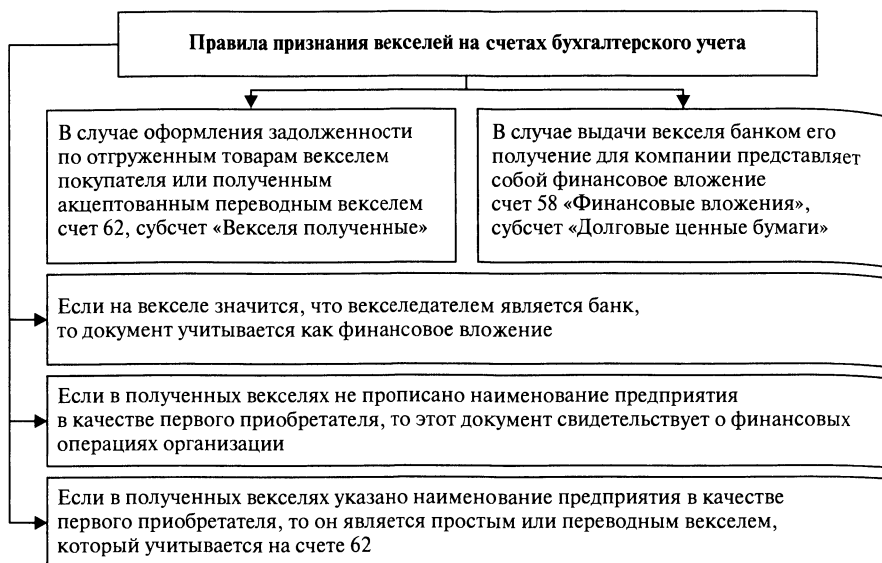 Правила признания векселей на счетах бухгалтерского учета
В случае оформления задолженности
по отгруженным товарам векселем
покупателя или полученным
акцептованным переводным векселем
счет 62, субсчет «Векселя полученные»
В случае выдачи векселя банком его
получение для компании представляет
собой финансовое вложение
счет 58 «Финансовые вложения»,
субсчет «Долговые ценные бумаги»
Если на векселе значится, что векселедателем является банк,
то документ учитывается как финансовое вложение
Если в полученных векселях не прописано наименование предприятия
в качестве первого приобретателя, то этот документ свидетельствует о финансовых
операциях организации
Если в полученных векселях указано наименование предприятия в качестве
первого приобретателя, то он является простым или переводным векселем,
который учитывается на счете 62